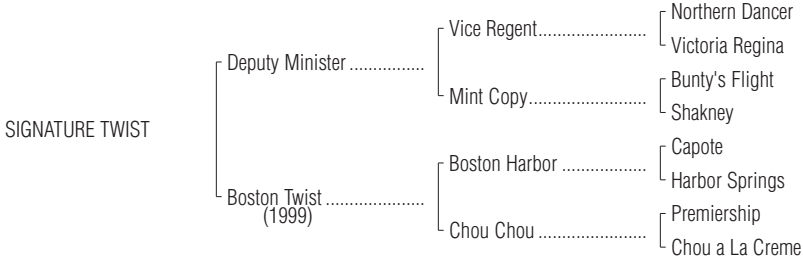 Northern Dancer
Vice Regent.......................
Victoria Regina
Deputy Minister ................
Bunty's Flight
Mint Copy.........................
Shakney
SIGNATURE TWIST
Capote
Boston Harbor ..................
Harbor Springs
Boston Twist .....................
(1999)
Premiership
Chou Chou .......................
Chou a La Creme